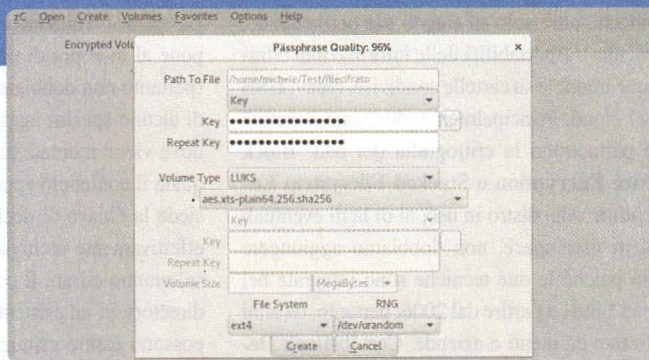 zC Open Create Volumes Favorites Options Help
Encrypted Volu
Passphrase Quality: 96%
Path To File /home/michele/Test/filecifrato
Key
Key
Repeat Key
Volume Type LUKS
• aes.xts-plain64.256.sha256
Key
Key
Repeat Key
Volume Size MegaBytes
File System RNG
ext4 /dev/urandom
Create Cancel